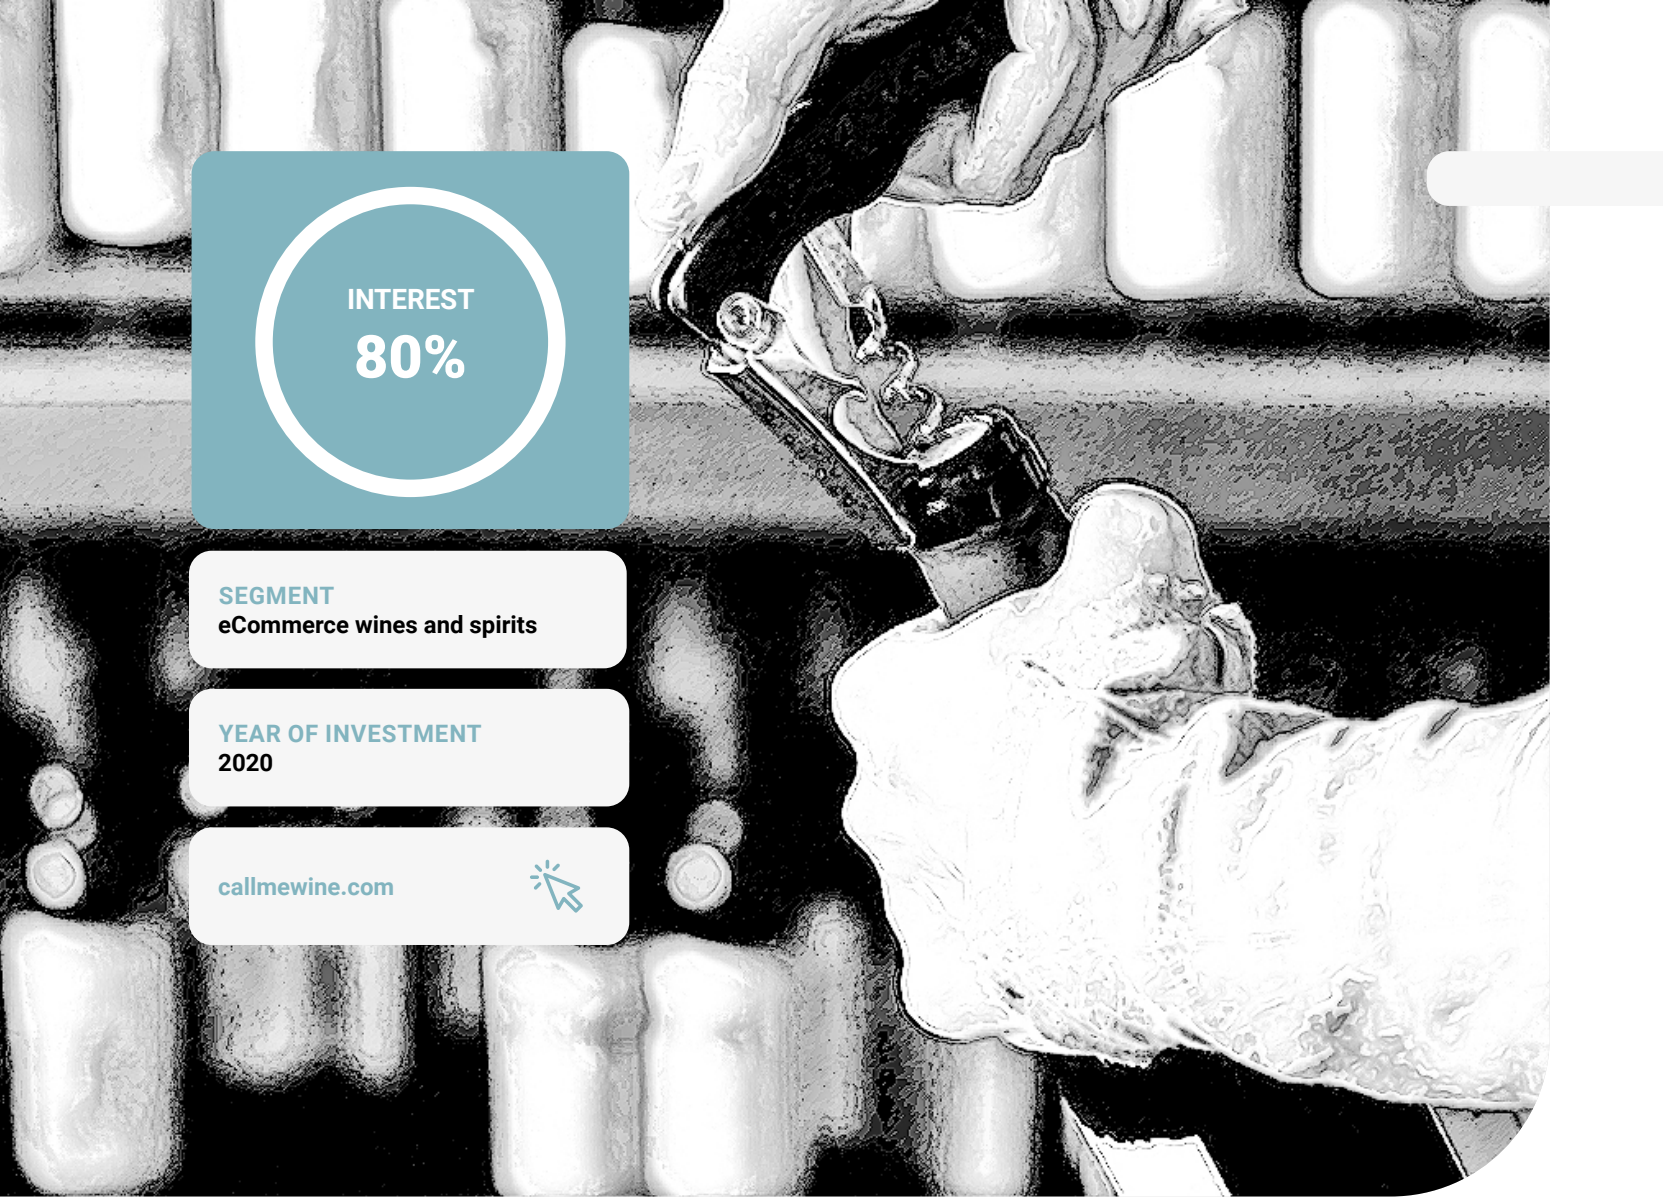 INTEREST
80%
SEGMENT
eCommerce wines and spirits
YEAR OF INVESTMENT
2020
callmewine.com